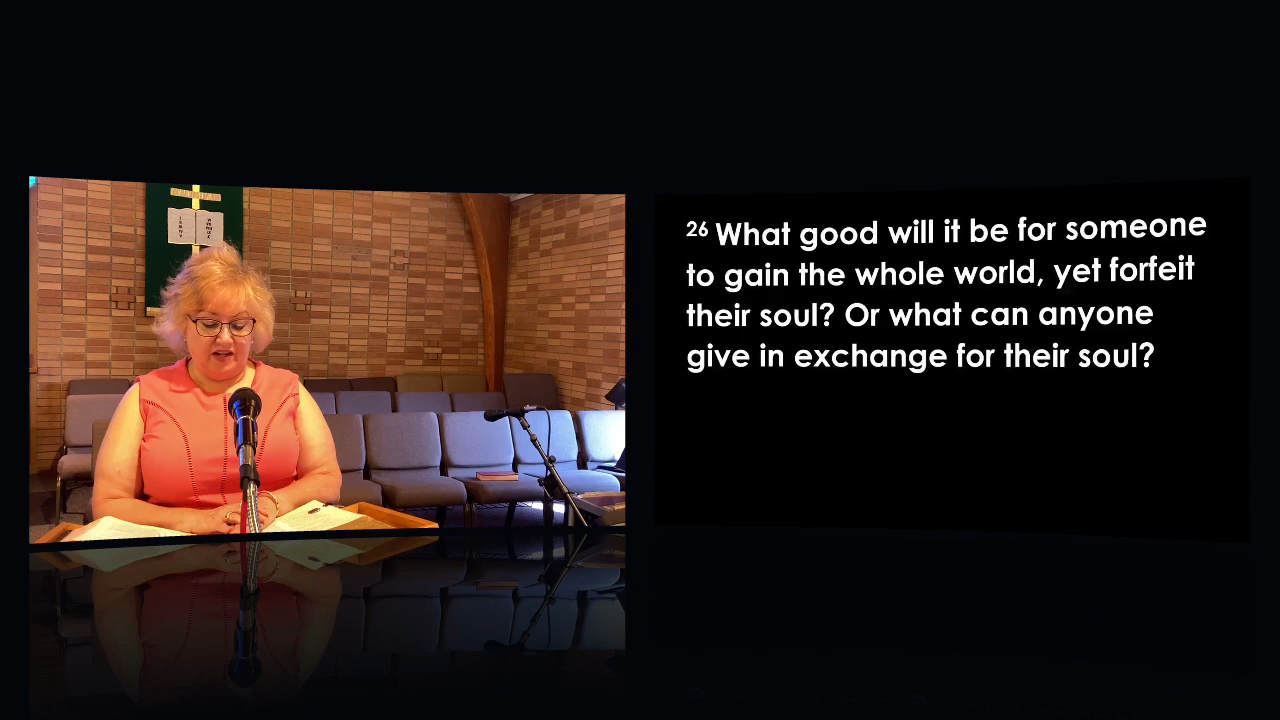 26 What good will it be for someone
to gain the whole world, yet forfeit
their soul? Or what can anyone
give in exchange for their soul?